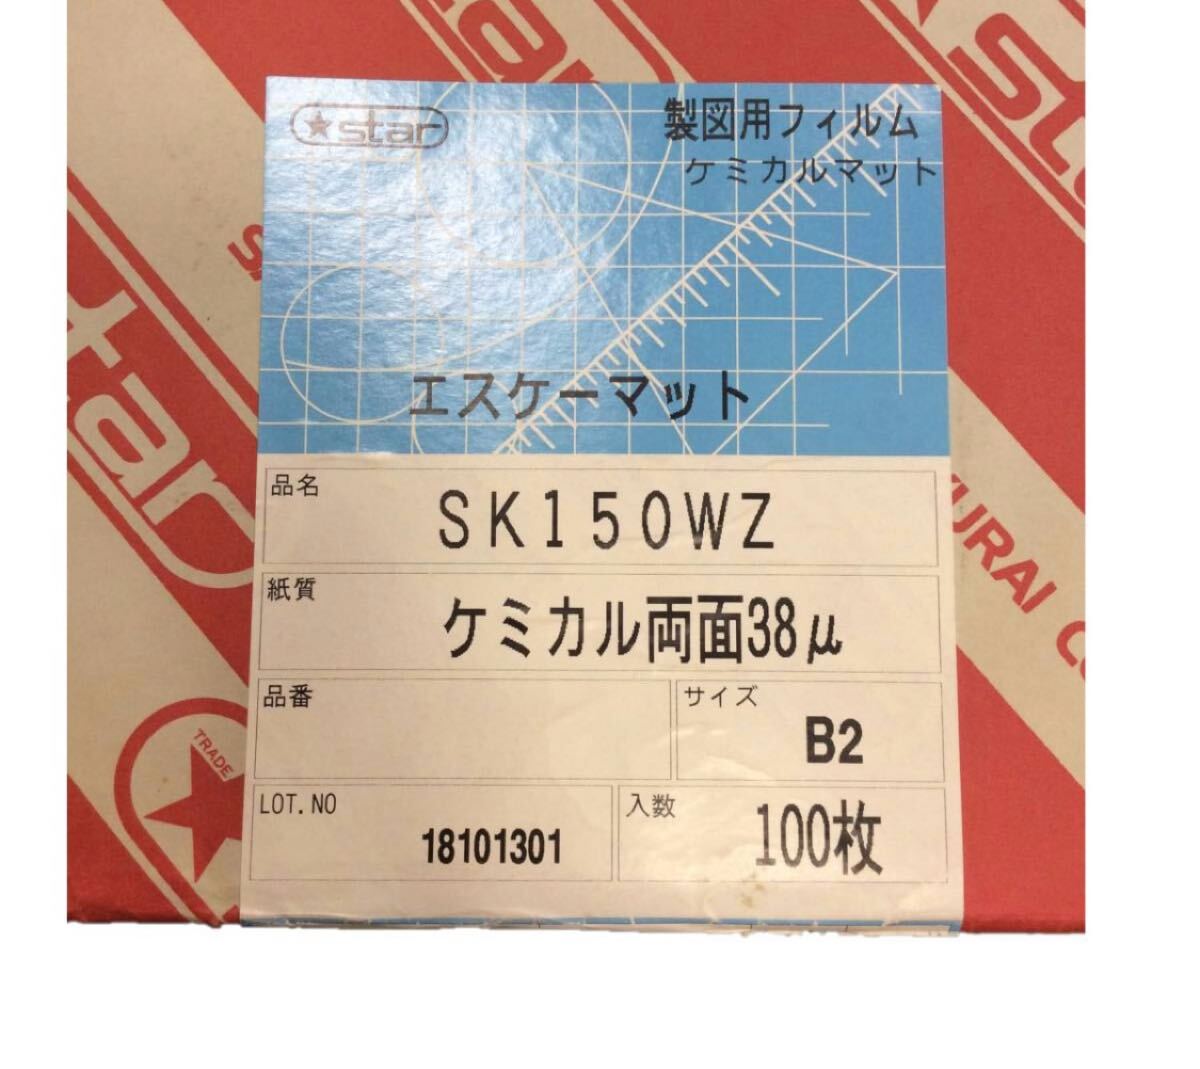 star
製図用フィルム
ケミカルマット
エスケーマット
品名
SK150WZ
紙質
ケミカル両面38μ
品番
サイズ
B2
LOT.NO
18101301
入数
100枚
star
TRADE